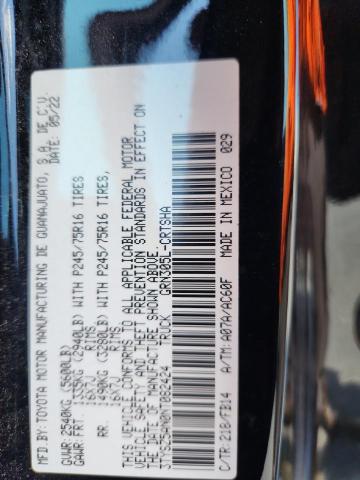 MFD.BY: TOYOTA MOTOR MANUFACTURING DE GUANAJUATO, S.A. DE C.V.
DATE: 05/22
GVWR:2540KG (5600LB)
GAWR: FRT. 1335KG (2940LB) WITH P245/75R16 TIRES
16X7J RIMS
RR. 1490KG (3280LB) WITH P245/75R16 TIRES,
16X7J RIMS
THIS VEHICLE CONFORMS TO ALL APPLICABLE FEDERAL MOTOR
VEHICLE SAFETY AND THEFT PREVENTION STANDARDS IN EFFECT ON
THE DATE OF MANUFACTURE SHOWN ABOVE.
TRUCK GRN305L-CRTSHA
C/TR:218/FB14 A/TM:A07A/AC60F MADE IN MEXICO 029